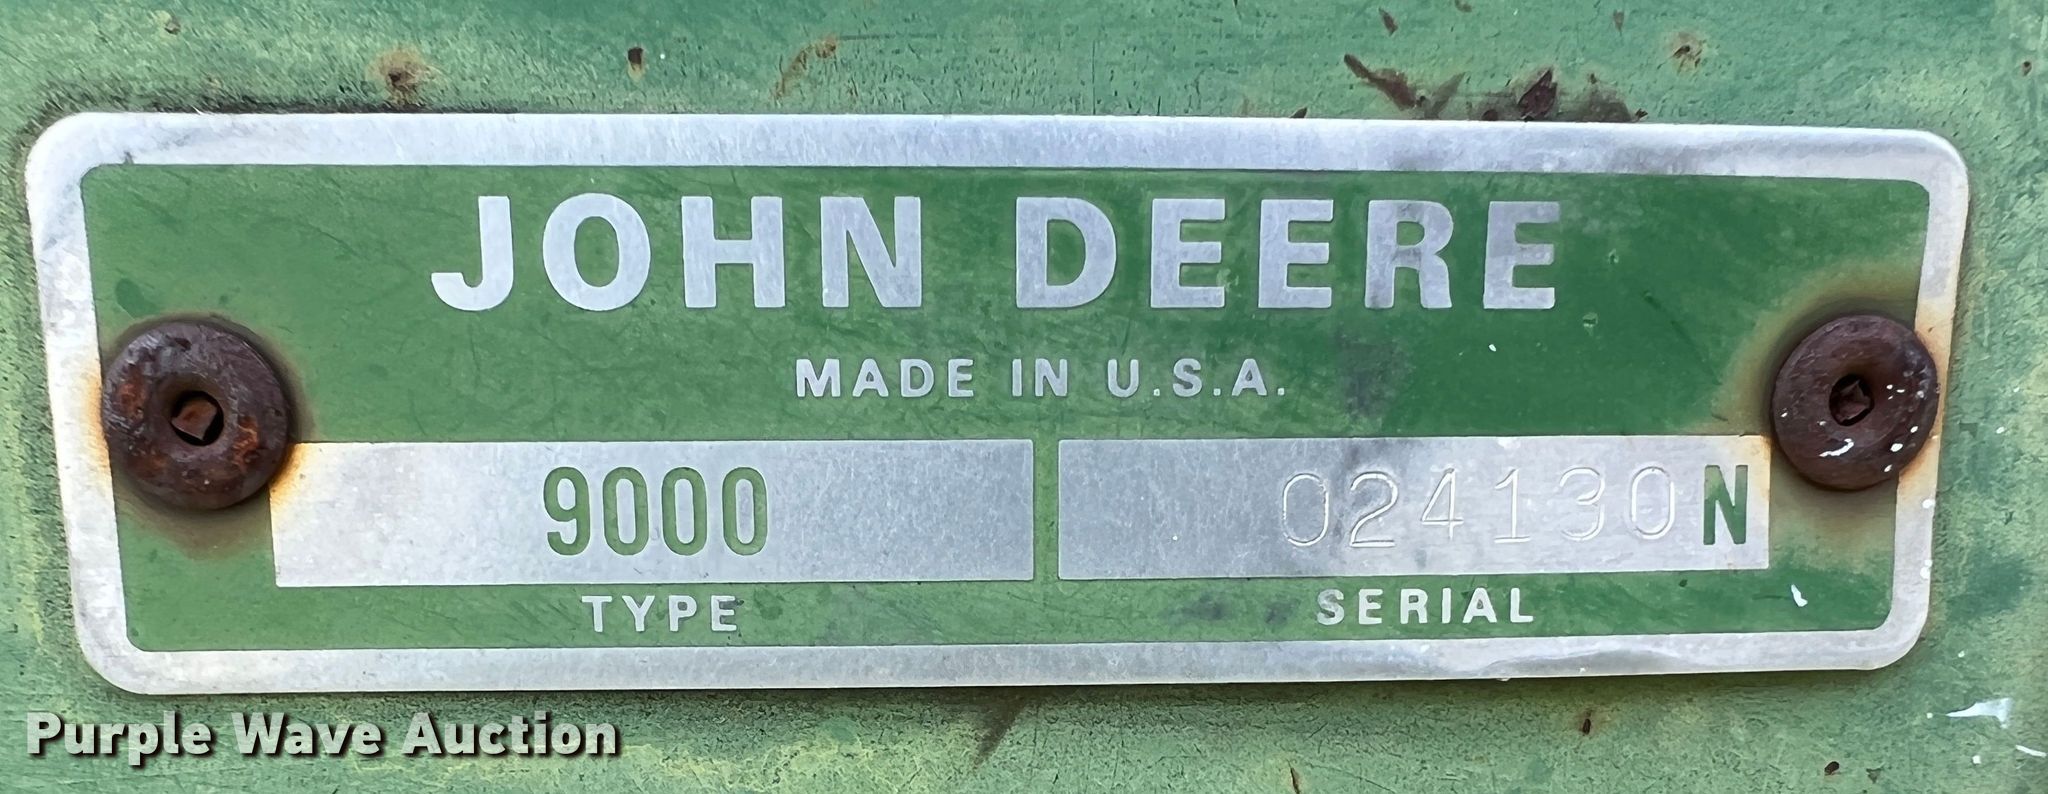 JOHN DEERE
MADE IN U.S.A.
9000 024130N
TYPE SERIAL
Purple Wave Auction